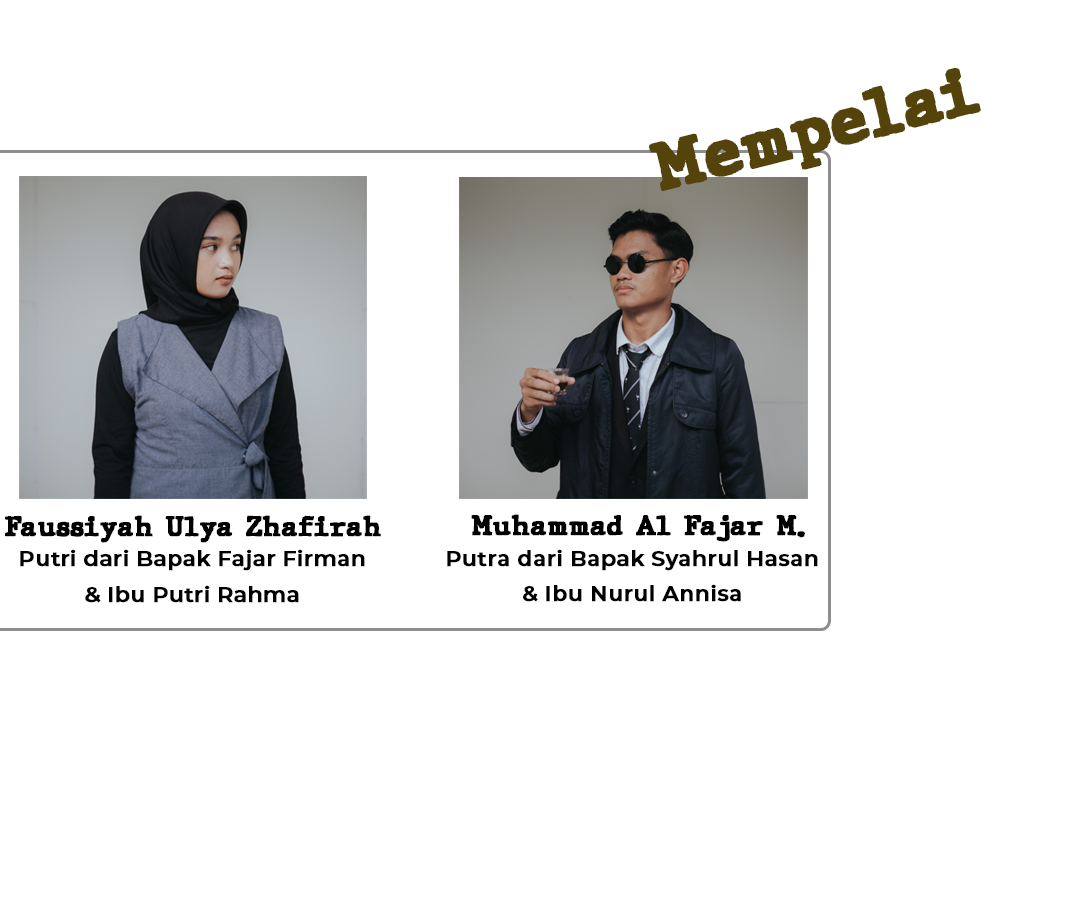 Mempelai
Faussiyah Ulya Zhafirah
Putri dari Bapak Fajar Firman
& Ibu Putri Rahma
Muhammad Al Fajar M.
Putra dari Bapak Syahrul Hasan
& Ibu Nurul Annisa